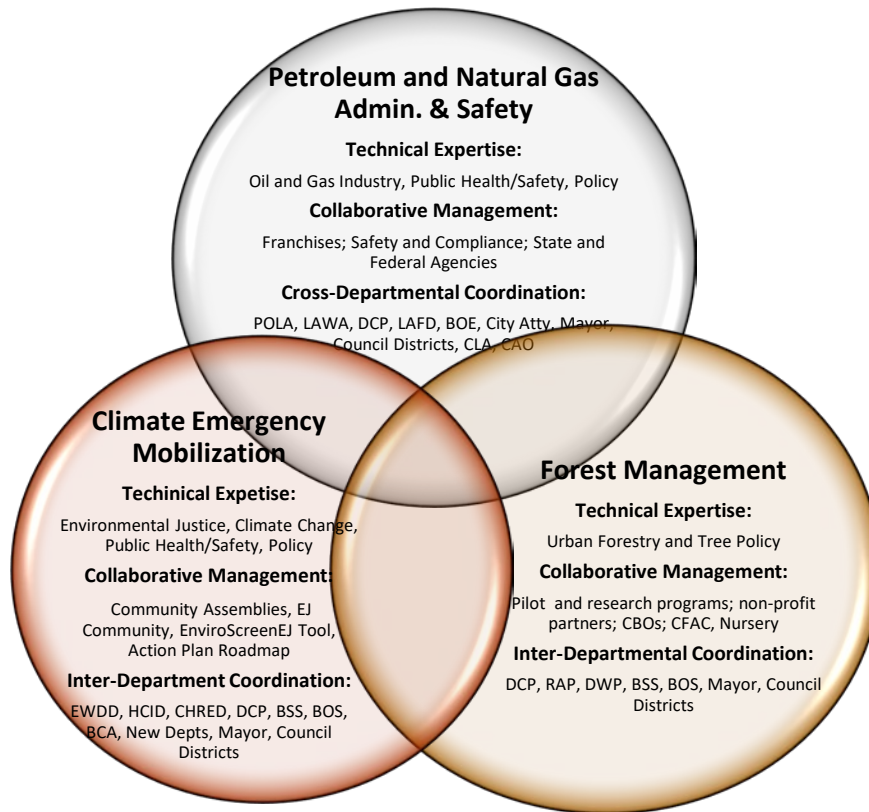 Petroleum and Natural Gas
Admin. & Safety
Technical Expertise:
Oil and Gas Industry, Public Health/Safety, Policy
Collaborative Management:
Franchises; Safety and Compliance; State and
Federal Agencies
Cross-Departmental Coordination:
POLA, LAWA, DCP, LAFD, BOE, City Atty, Mayor,
Council Districts, CLA, CAO
Climate Emergency
Mobilization
Techinical Expetise:
Environmental Justice, Climate Change,
Public Health/Safety, Policy
Collaborative Management:
Community Assemblies, EJ
Community, EnviroScreenEJ Tool,
Action Plan Roadmap
Inter-Department Coordination:
EWDD, HCID, CHRED, DCP, BSS, BOS,
BCA, New Depts, Mayor, Council
Districts
Forest Management
Technical Expertise:
Urban Forestry and Tree Policy
Collaborative Management:
Pilot and research programs; non-profit
partners; CBOs; CFAC, Nursery
Inter-Departmental Coordination:
DCP, RAP, DWP, BSS, BOS, Mayor, Council
Districts